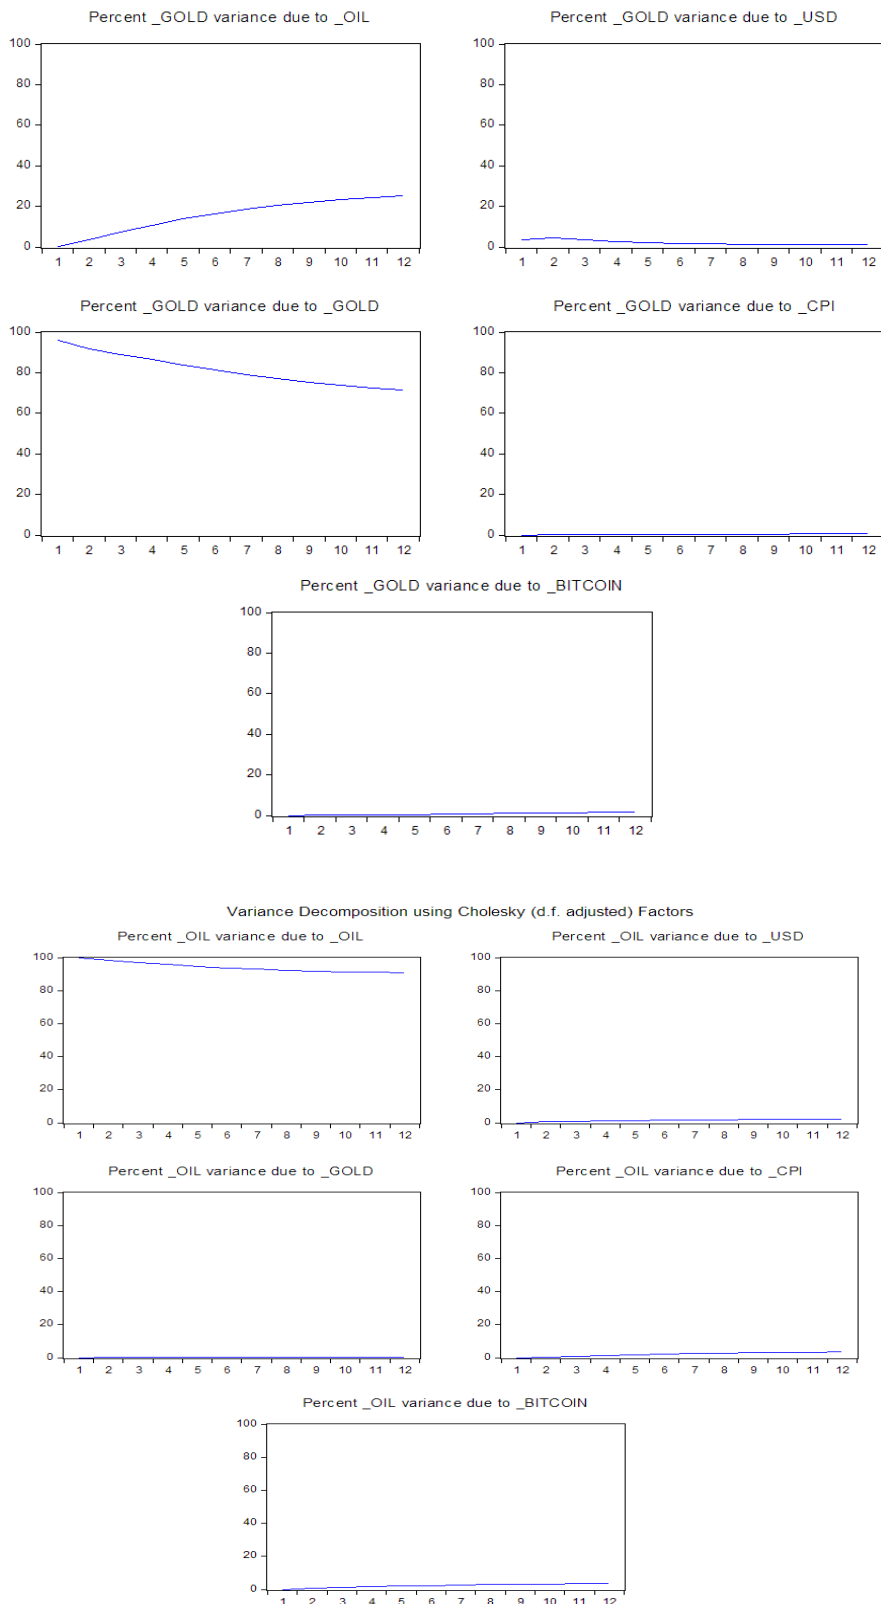 Percent _GOLD variance due to _OIL
100
80
60
40
20
0
1 2 3 4 5 6 7 8 9 10 11 12
Percent _GOLD variance due to _USD
100
80
60
40
20
0
1 2 3 4 5 6 7 8 9 10 11 12
Percent _GOLD variance due to _GOLD
100
80
60
40
20
0
1 2 3 4 5 6 7 8 9 10 11 12
Percent _GOLD variance due to _CPI
100
80
60
40
20
0
1 2 3 4 5 6 7 8 9 10 11 12
Percent _GOLD variance due to _BITCOIN
100
80
60
40
20
0
1 2 3 4 5 6 7 8 9 10 11 12
Variance Decomposition using Cholesky (d.f. adjusted) Factors
Percent _OIL variance due to _OIL
100
80
60
40
20
0
1 2 3 4 5 6 7 8 9 10 11 12
Percent _OIL variance due to _USD
100
80
60
40
20
0
1 2 3 4 5 6 7 8 9 10 11 12
Percent _OIL variance due to _GOLD
100
80
60
40
20
0
1 2 3 4 5 6 7 8 9 10 11 12
Percent _OIL variance due to _CPI
100
80
60
40
20
0
1 2 3 4 5 6 7 8 9 10 11 12
Percent _OIL variance due to _BITCOIN
100
80
60
40
20
0
1 2 3 4 5 6 7 8 9 10 11 12